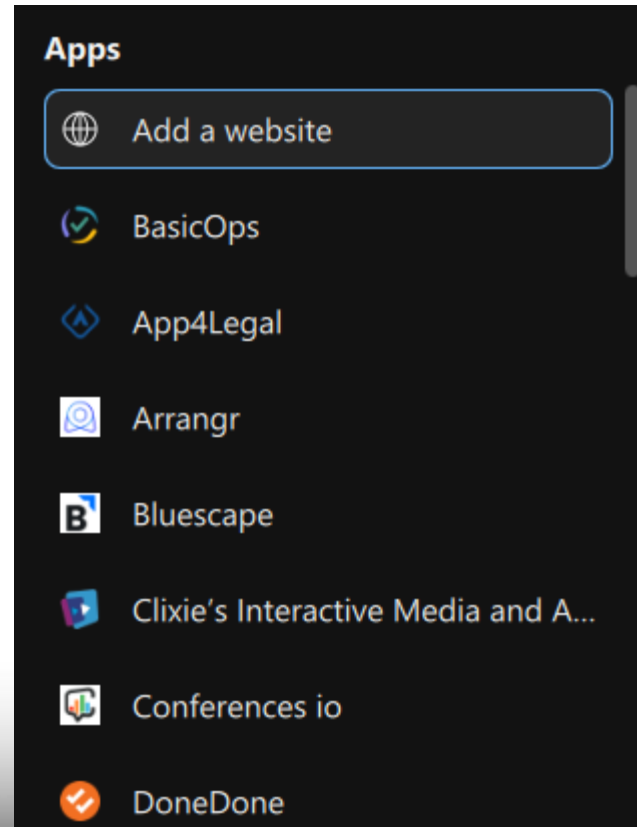 Apps
Add a website
BasicOps
App4Legal
Arrangr
Bluescape
Clixie’s Interactive Media and A...
Conferences io
DoneDone